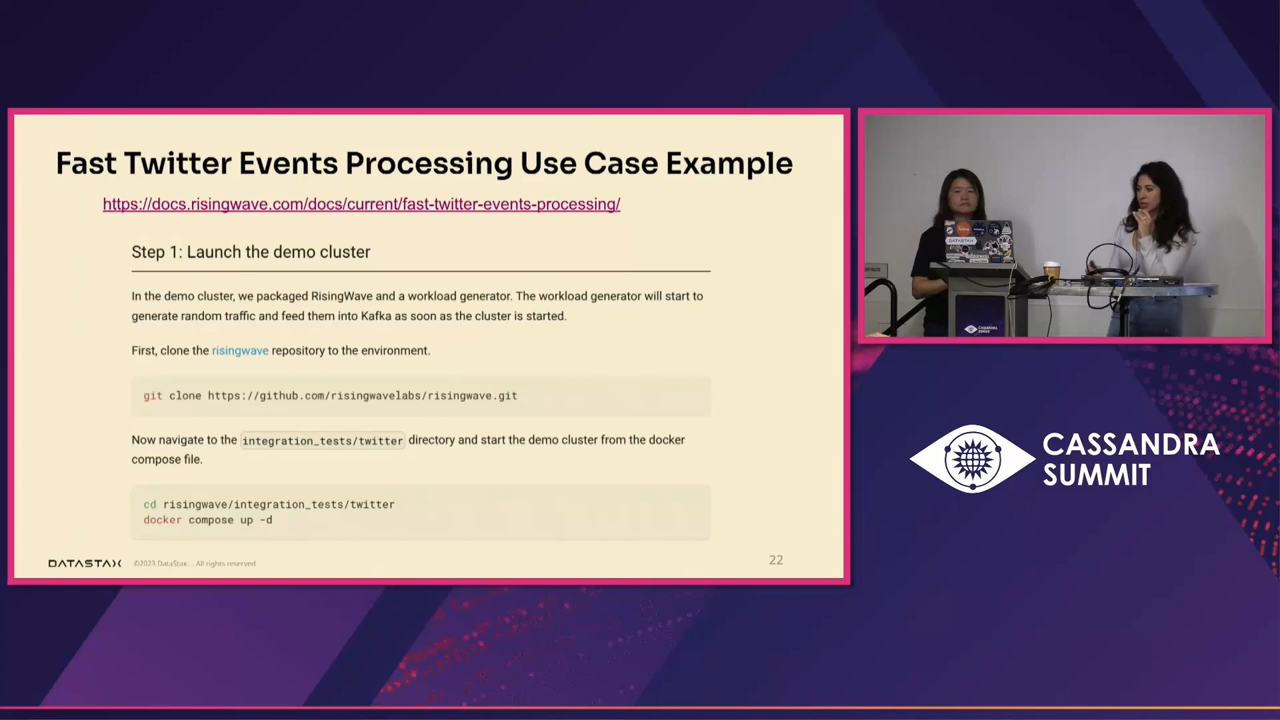 Fast Twitter Events Processing Use Case Example
https://docs.risingwave.com/docs/current/fast-twitter-events-processing/
Step 1: Launch the demo cluster
In the demo cluster, we packaged RisingWave and a workload generator. The workload generator will start to
generate random traffic and feed them into Kafka as soon as the cluster is started.
First, clone the risingwave repository to the environment.
git clone https://github.com/risingwavelabs/risingwave.git
Now navigate to the integration_tests/twitter directory and start the demo cluster from the docker
compose file.
cd risingwave/integration_tests/twitter
docker compose up -d
DATASTAX ©2023 DataStax. All rights reserved
22
DATASTAX
CASSANDRA
SUMMIT
CASSANDRA
SUMMIT